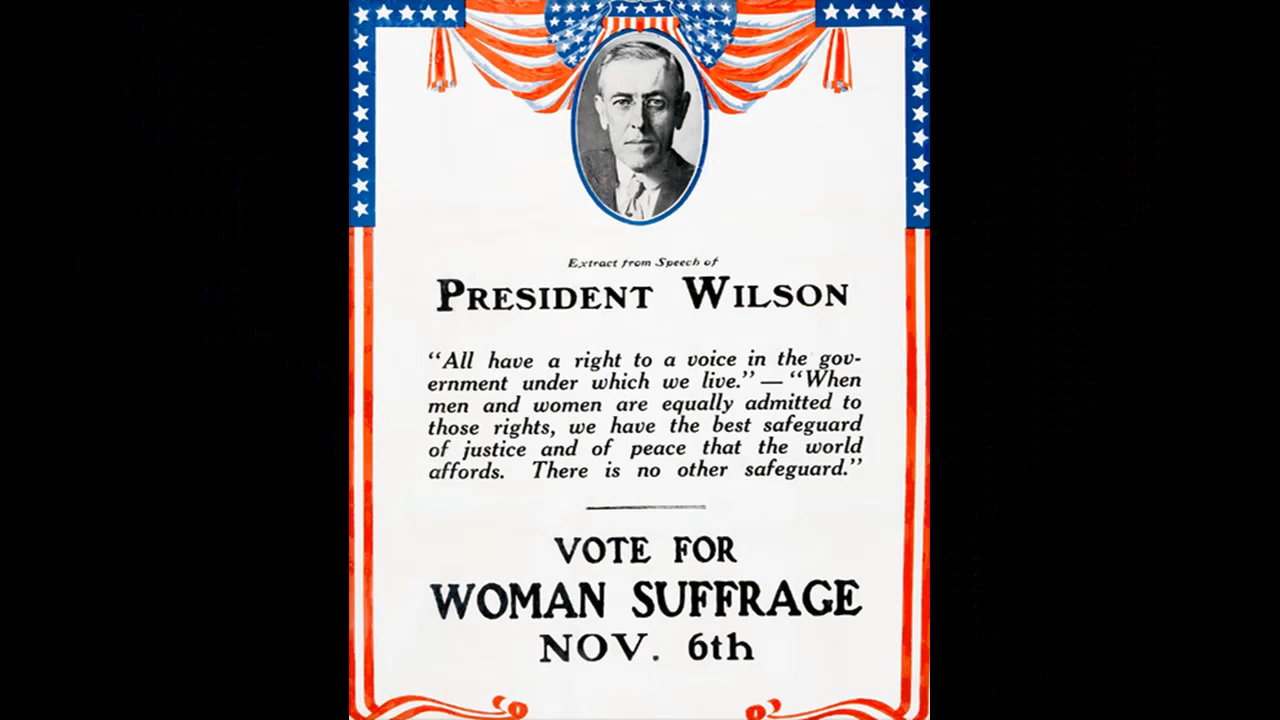 Extract from Speech of
PRESIDENT WILSON
“All have a right to a voice in the gov-
ernment under which we live.” — “When
men and women are equally admitted to
those rights, we have the best safeguard
of justice and of peace that the world
affords. There is no other safeguard.”
VOTE FOR
WOMAN SUFFRAGE
NOV. 6th